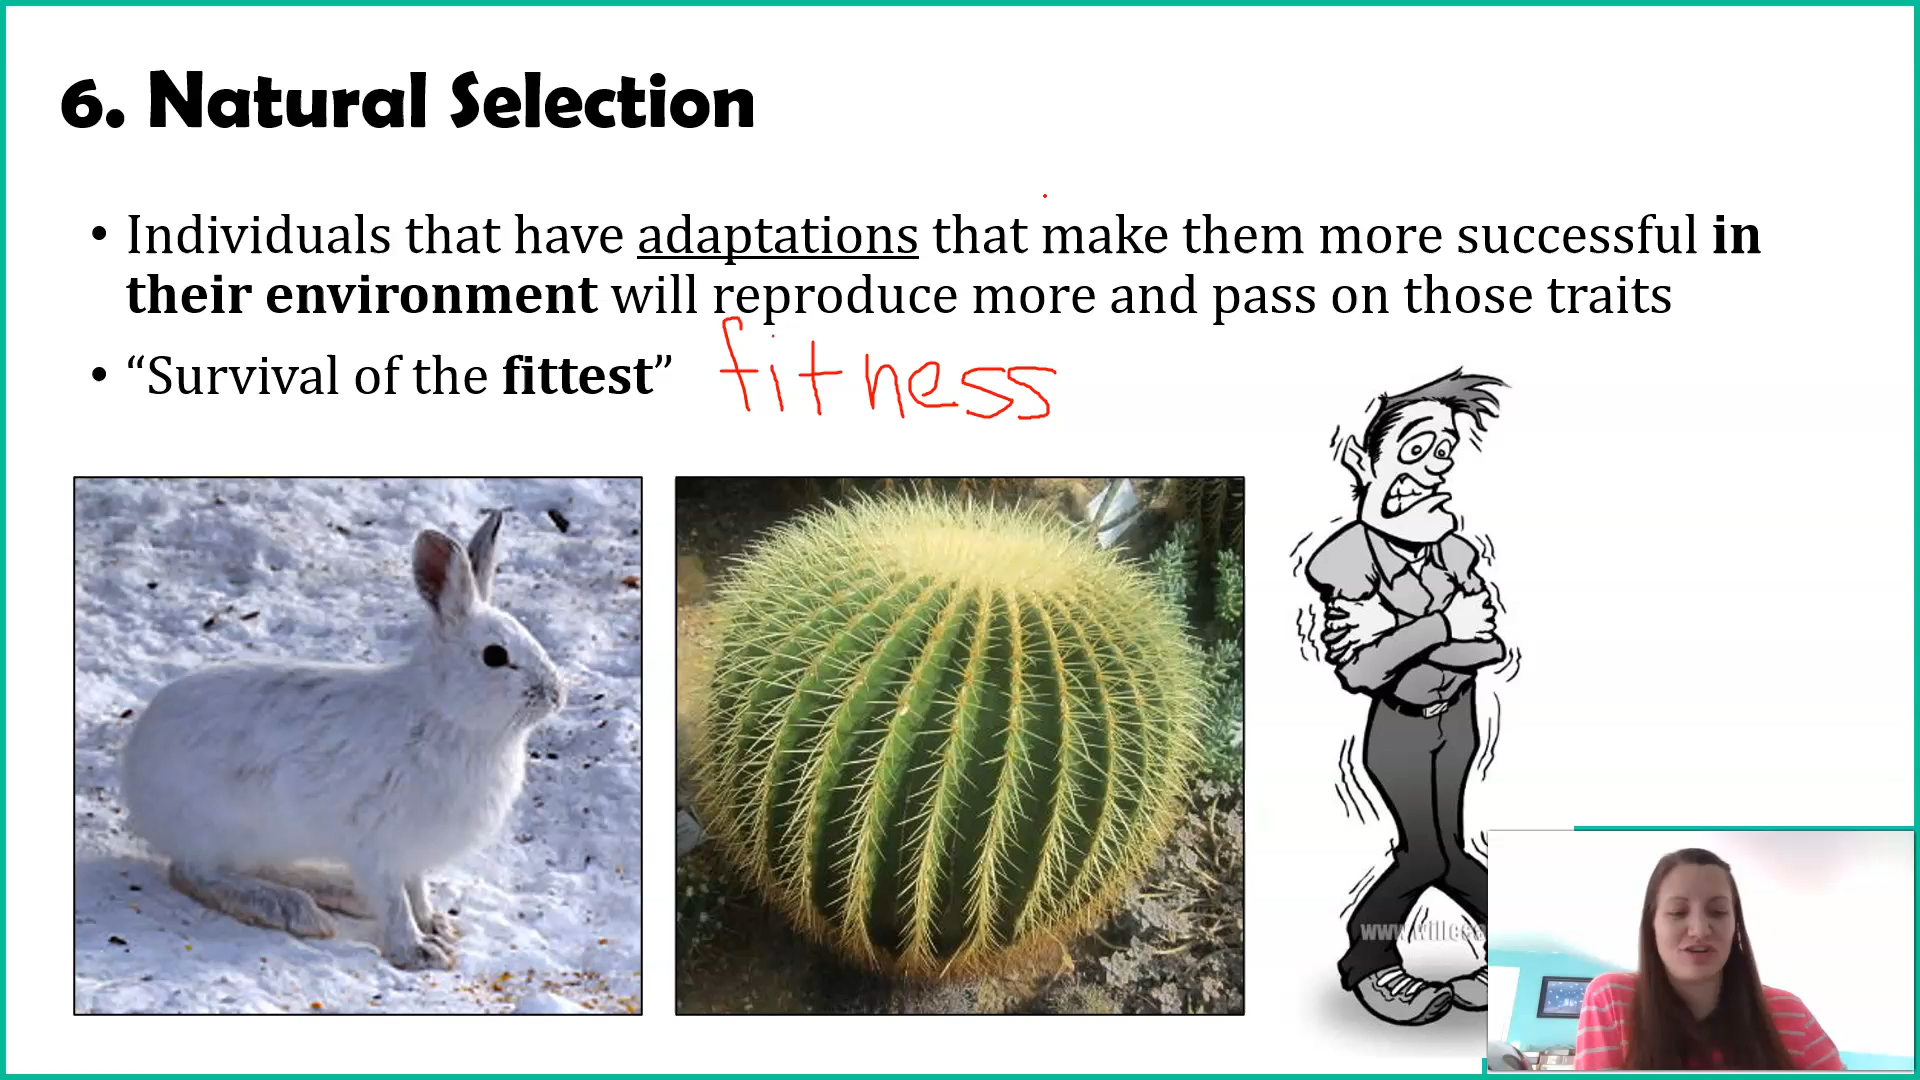 6. Natural Selection
• Individuals that have adaptations that make them more successful in
their environment will reproduce more and pass on those traits
• “Survival of the fittest” fitness